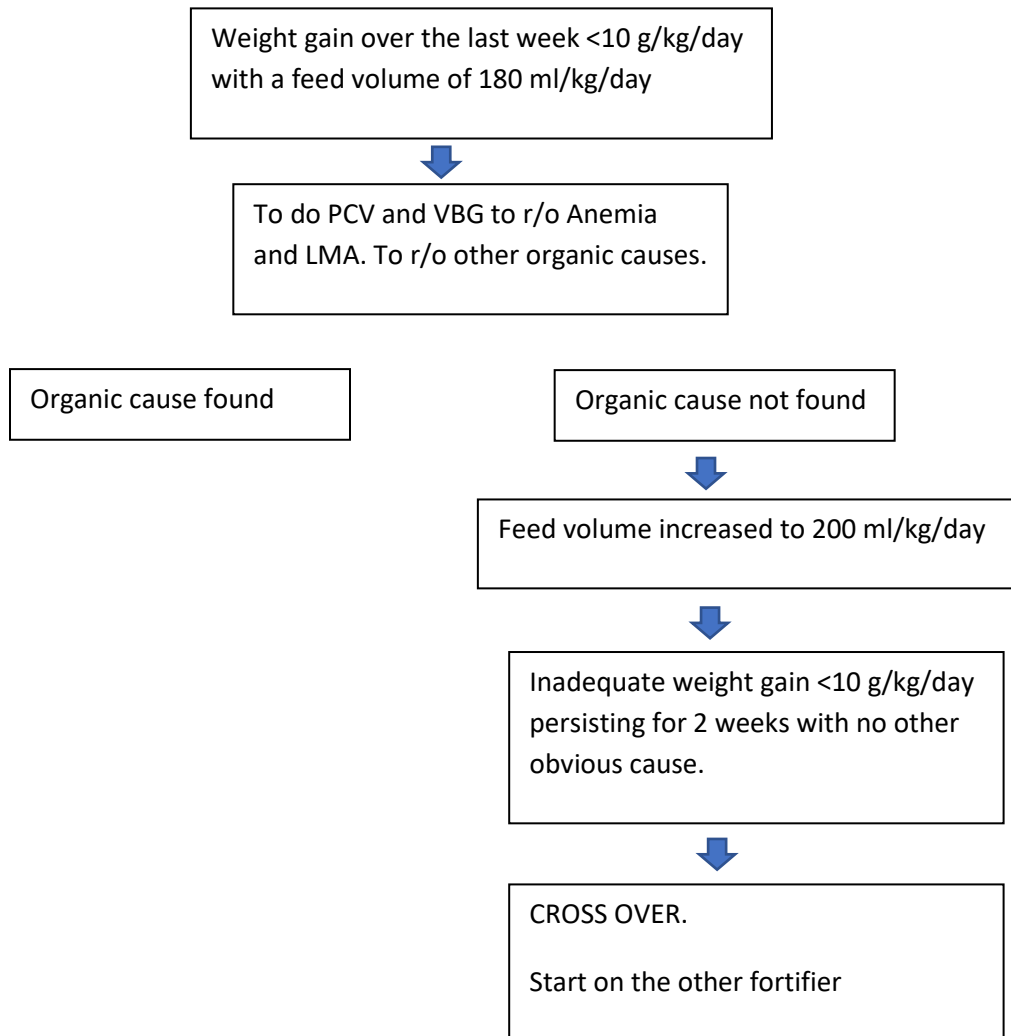 Weight gain over the last week <10 g/kg/day
with a feed volume of 180 ml/kg/day
To do PCV and VBG to r/o Anemia
and LMA. To r/o other organic causes.
Organic cause found
Organic cause not found
Feed volume increased to 200 ml/kg/day
Inadequate weight gain <10 g/kg/day
persisting for 2 weeks with no other
obvious cause.
CROSS OVER.
Start on the other fortifier